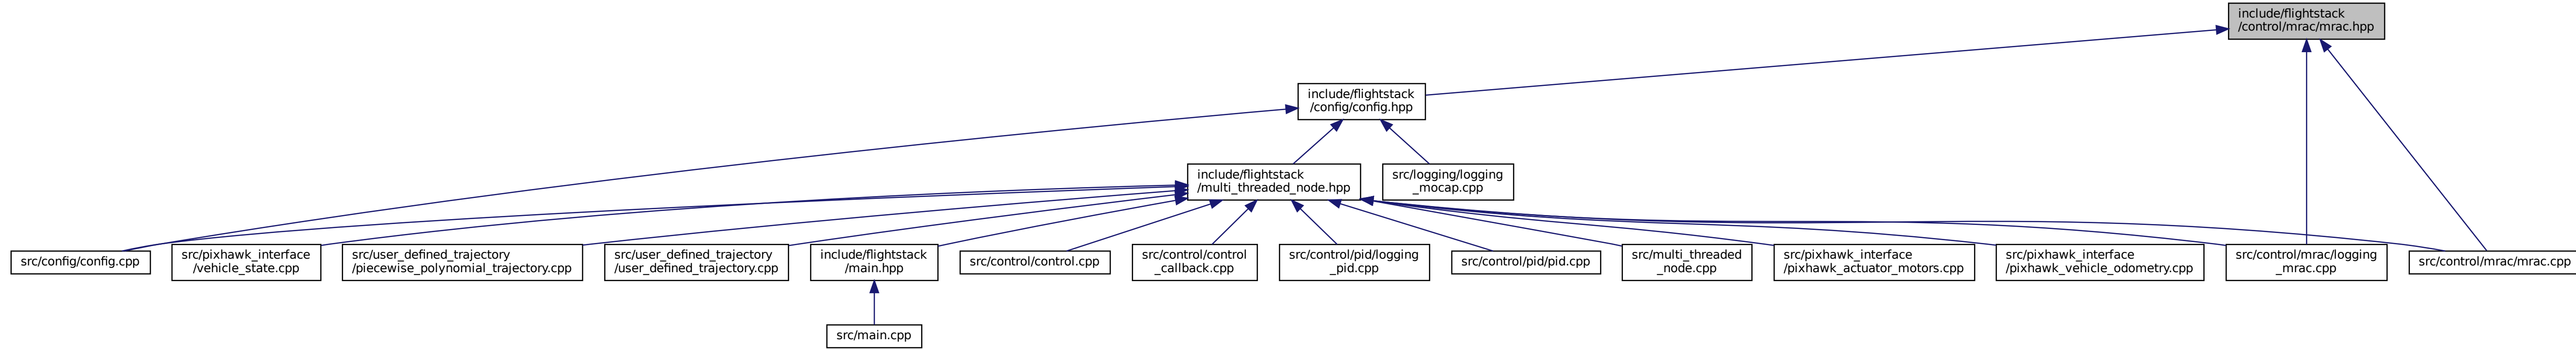 include/flightstack
/control/mrac/mrac.hpp
include/flightstack
/config/config.hpp
include/flightstack
/multi_threaded_node.hpp
src/logging/logging
_mocap.cpp
src/config/config.cpp
src/pixhawk_interface
/vehicle_state.cpp
src/user_defined_trajectory
/piecewise_polynomial_trajectory.cpp
src/user_defined_trajectory
/user_defined_trajectory.cpp
include/flightstack
/main.hpp
src/control/control.cpp
src/control/control
_callback.cpp
src/control/pid/logging
_pid.cpp
src/control/pid/pid.cpp
src/multi_threaded
_node.cpp
src/pixhawk_interface
/pixhawk_actuator_motors.cpp
src/pixhawk_interface
/pixhawk_vehicle_odometry.cpp
src/control/mrac/logging
_mrac.cpp
src/control/mrac/mrac.cpp
src/main.cpp